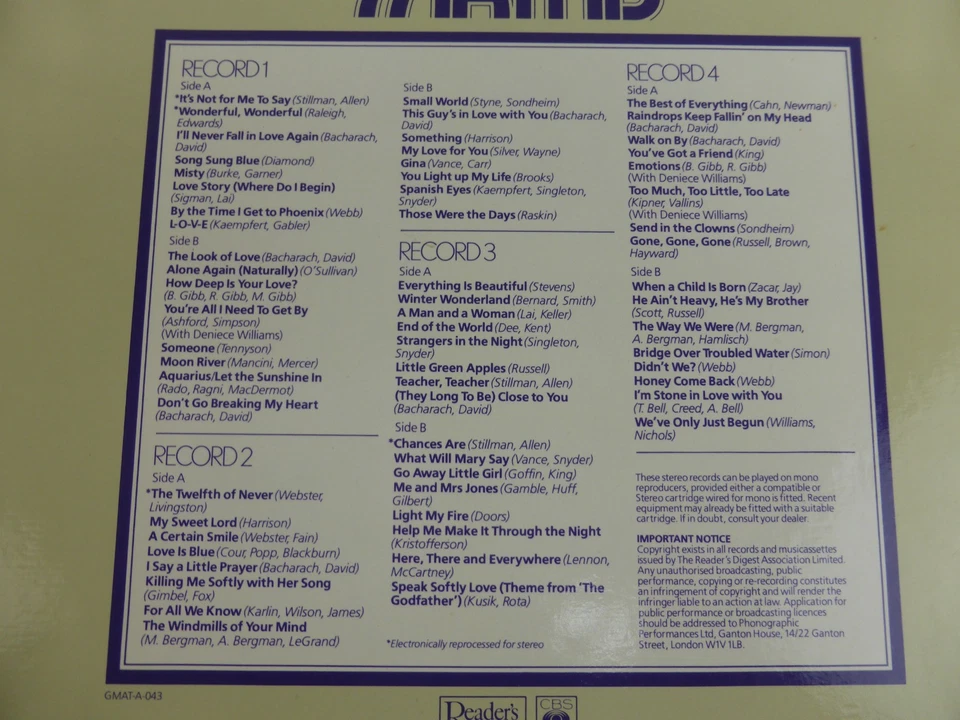 RECORD 1
Side A
*It's Not for Me To Say (Stillman, Allen)
*Wonderful, Wonderful (Raleigh,
Edwards)
I'll Never Fall in Love Again (Bacharach,
David)
Song Sung Blue (Diamond)
Misty (Burke, Garner)
Love Story (Where Do I Begin)
(Sigman, Lai)
By the Time I Get to Phoenix (Webb)
L-O-V-E (Kaempfert, Gabler)
Side B
The Look of Love (Bacharach, David)
Alone Again (Naturally) (O'Sullivan)
How Deep Is Your Love?
(B. Gibb, R. Gibb, M. Gibb)
You're All I Need To Get By
(Ashford, Simpson)
(With Deniece Williams)
Someone (Tennyson)
Moon River (Mancini, Mercer)
Aquarius/Let the Sunshine In
(Rado, Ragni, MacDermot)
Don't Go Breaking My Heart
(Bacharach, David)
RECORD 2
Side A
*The Twelfth of Never (Webster,
Livingston)
My Sweet Lord (Harrison)
A Certain Smile (Webster, Fain)
Love Is Blue (Cour, Popp, Blackburn)
I Say a Little Prayer (Bacharach, David)
Killing Me Softly with Her Song
(Gimbel, Fox)
For All We Know (Karlin, Wilson, James)
The Windmills of Your Mind
(M. Bergman, A. Bergman, LeGrand)
Side B
Small World (Styne, Sondheim)
This Guy's in Love with You (Bacharach,
David)
Something (Harrison)
My Love for You (Silver, Wayne)
Gina (Vance, Carr)
You Light up My Life (Brooks)
Spanish Eyes (Kaempfert, Singleton,
Snyder)
Those Were the Days (Raskin)
RECORD 3
Side A
Everything Is Beautiful (Stevens)
Winter Wonderland (Bernard, Smith)
A Man and a Woman (Lai, Keller)
End of the World (Dee, Kent)
Strangers in the Night (Singleton,
Snyder)
Little Green Apples (Russell)
Teacher, Teacher (Stillman, Allen)
(They Long To Be) Close to You
(Bacharach, David)
Side B
*Chances Are (Stillman, Allen)
What Will Mary Say (Vance, Snyder)
Go Away Little Girl (Goffin, King)
Me and Mrs Jones (Gamble, Huff,
Gilbert)
Light My Fire (Doors)
Help Me Make It Through the Night
(Kristofferson)
Here, There and Everywhere (Lennon,
McCartney)
Speak Softly Love (Theme from 'The
Godfather') (Kusik, Rota)
*Electronically reprocessed for stereo
RECORD 4
Side A
The Best of Everything (Cahn, Newman)
Raindrops Keep Fallin' on My Head
(Bacharach, David)
Walk on By (Bacharach, David)
You've Got a Friend (King)
Emotions (B. Gibb, R. Gibb)
(With Deniece Williams)
Too Much, Too Little, Too Late
(Kipner, Vallins)
(With Deniece Williams)
Send in the Clowns (Sondheim)
Gone, Gone, Gone (Russell, Brown,
Hayward)
Side B
When a Child Is Born (Zacar, Jay)
He Ain't Heavy, He's My Brother
(Scott, Russell)
The Way We Were (M. Bergman,
A. Bergman, Hamlisch)
Bridge Over Troubled Water (Simon)
Didn't We? (Webb)
Honey Come Back (Webb)
I'm Stone in Love with You
(T. Bell, Creed, A. Bell)
We've Only Just Begun (Williams,
Nichols)
These stereo records can be played on mono
reproducers, provided either a compatible or
Stereo cartridge wired for mono is fitted. Recent
equipment may already be fitted with a suitable
cartridge. If in doubt, consult your dealer.
IMPORTANT NOTICE
Copyright exists in all records and musicassettes
issued by The Reader's Digest Association Limited.
Any unauthorised broadcasting, public
performance, copying or re-recording constitutes
an infringement of copyright and will render the
infringer liable to an action at law. Application for
public performance or broadcasting licences
should be addressed to Phonographic
Performances Ltd, Ganton House, 14/22 Ganton
Street, London W1V 1LB.
GMAT-A-043
Reader's
CBS